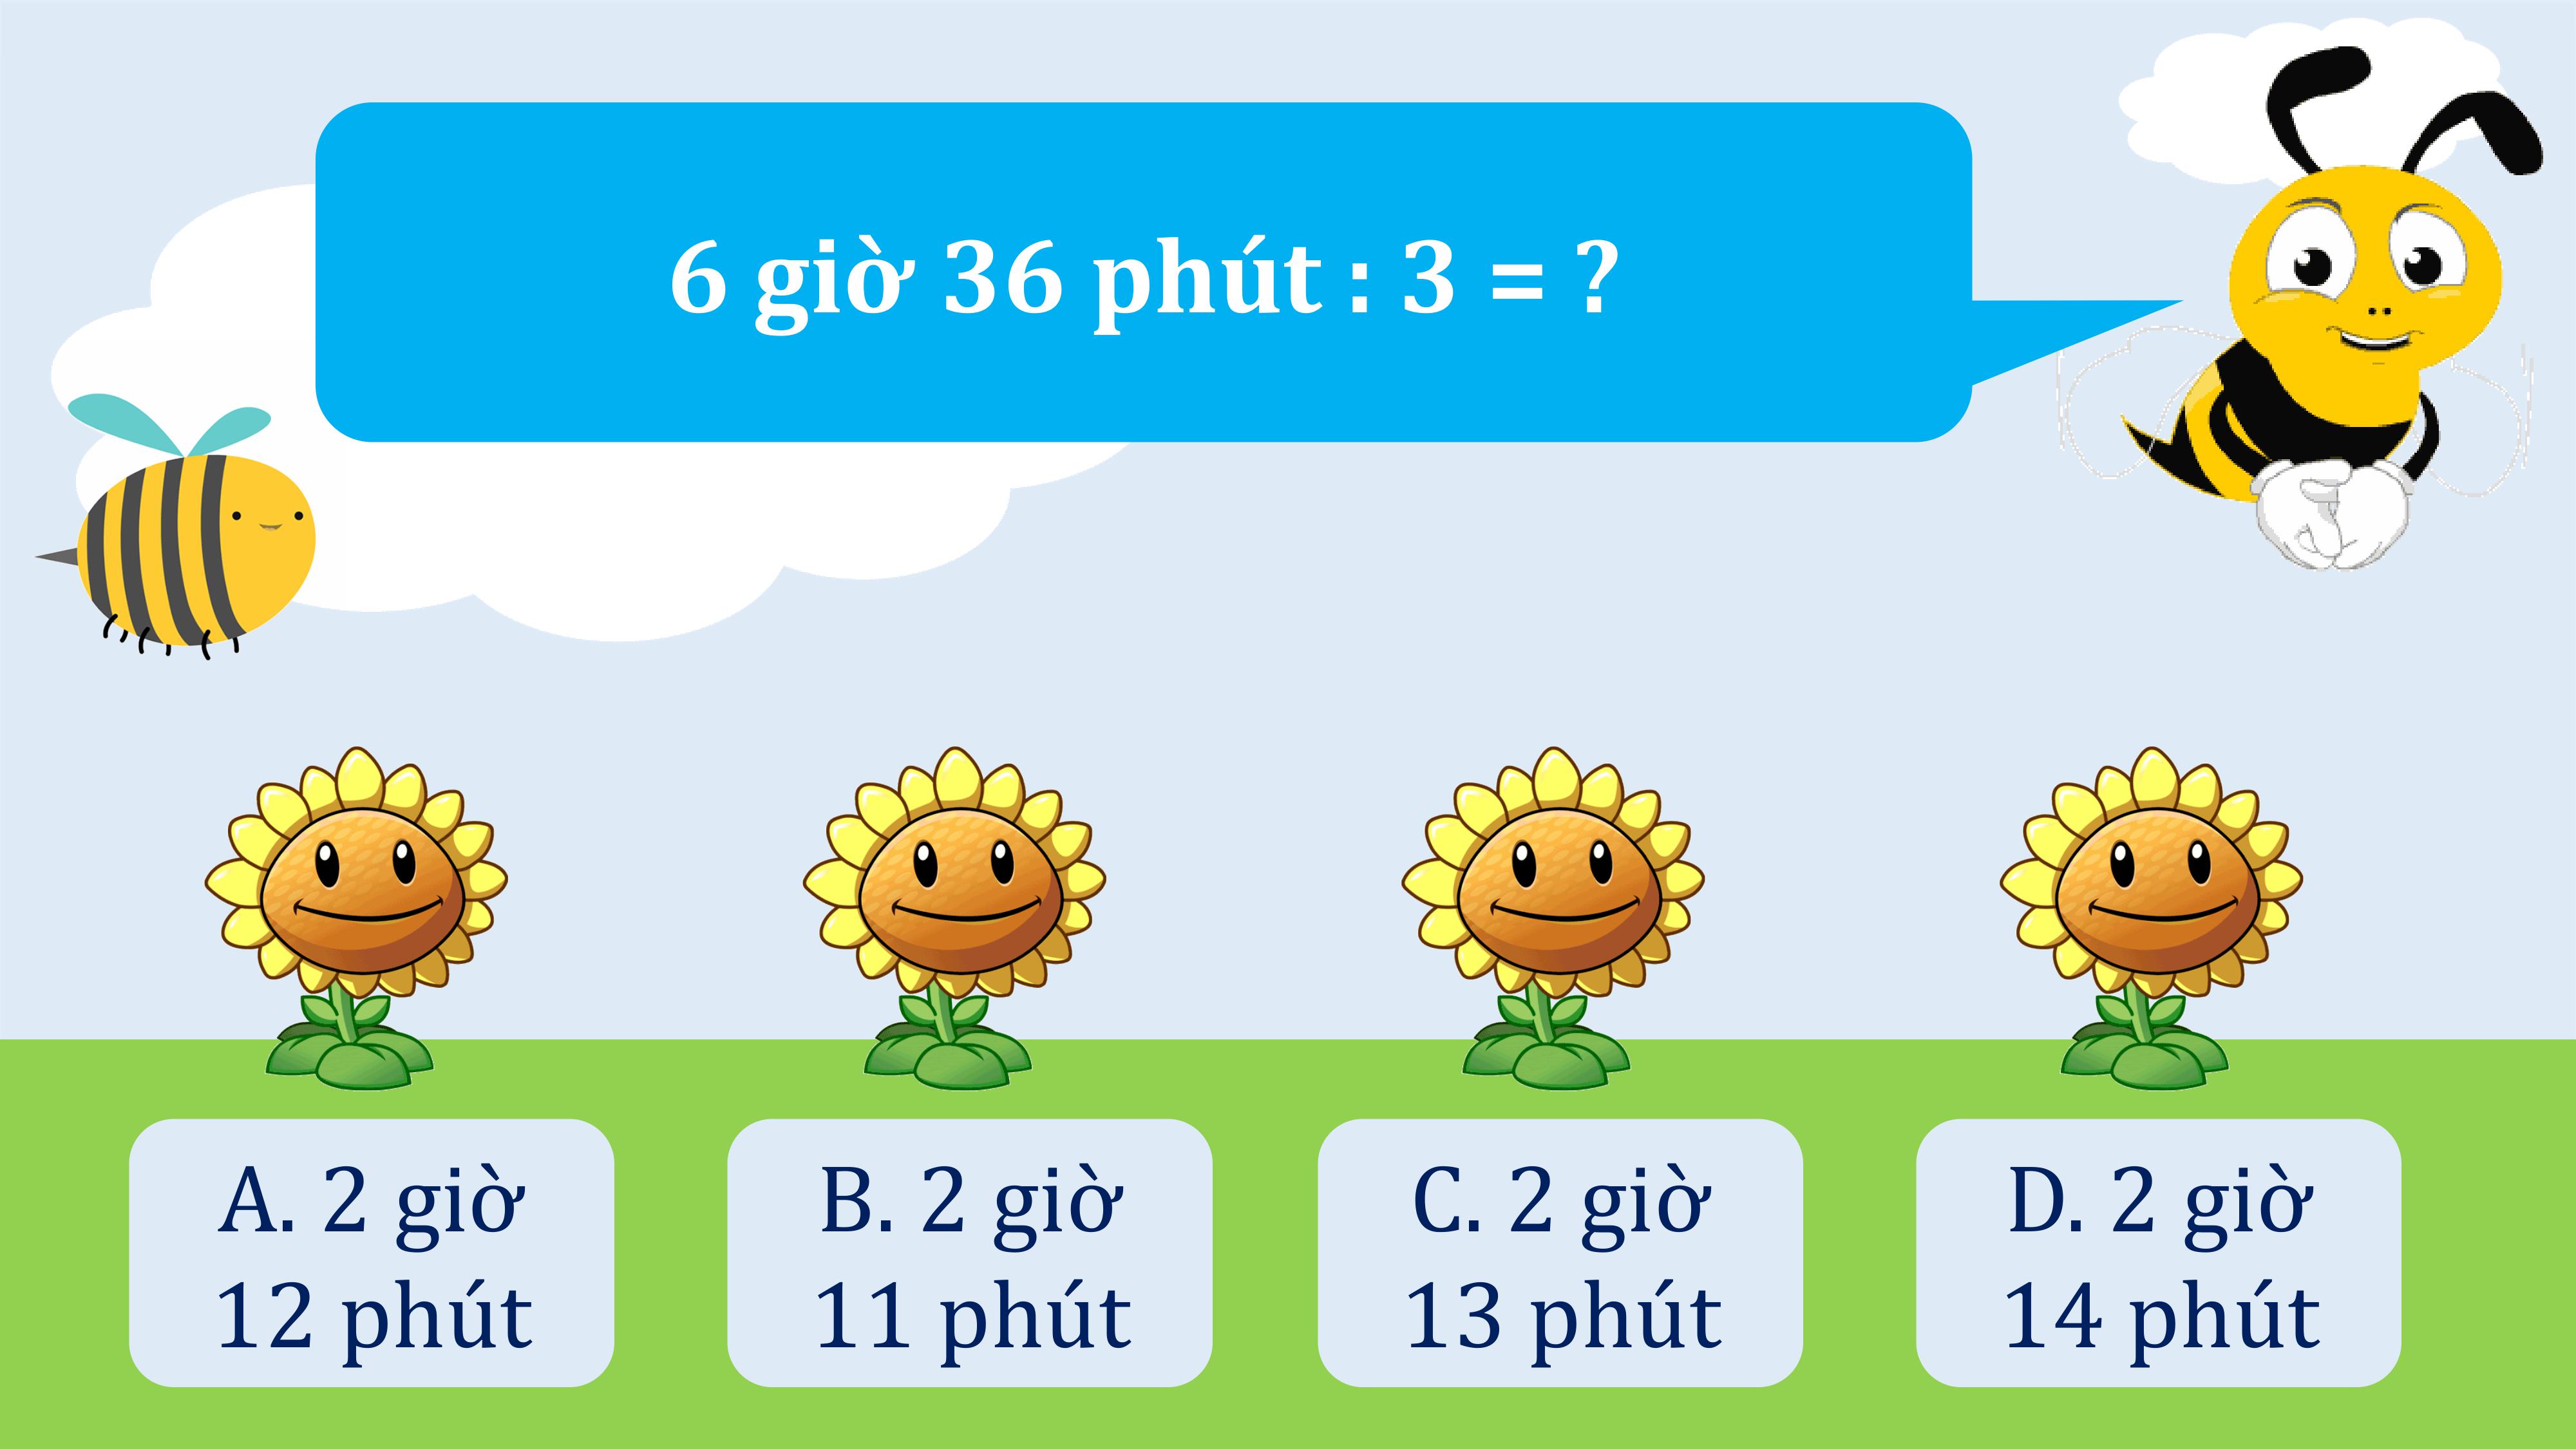 6 giờ 36 phút : 3 = ?
A. 2 giờ
12 phút
B. 2 giờ
11 phút
C. 2 giờ
13 phút
D. 2 giờ
14 phút